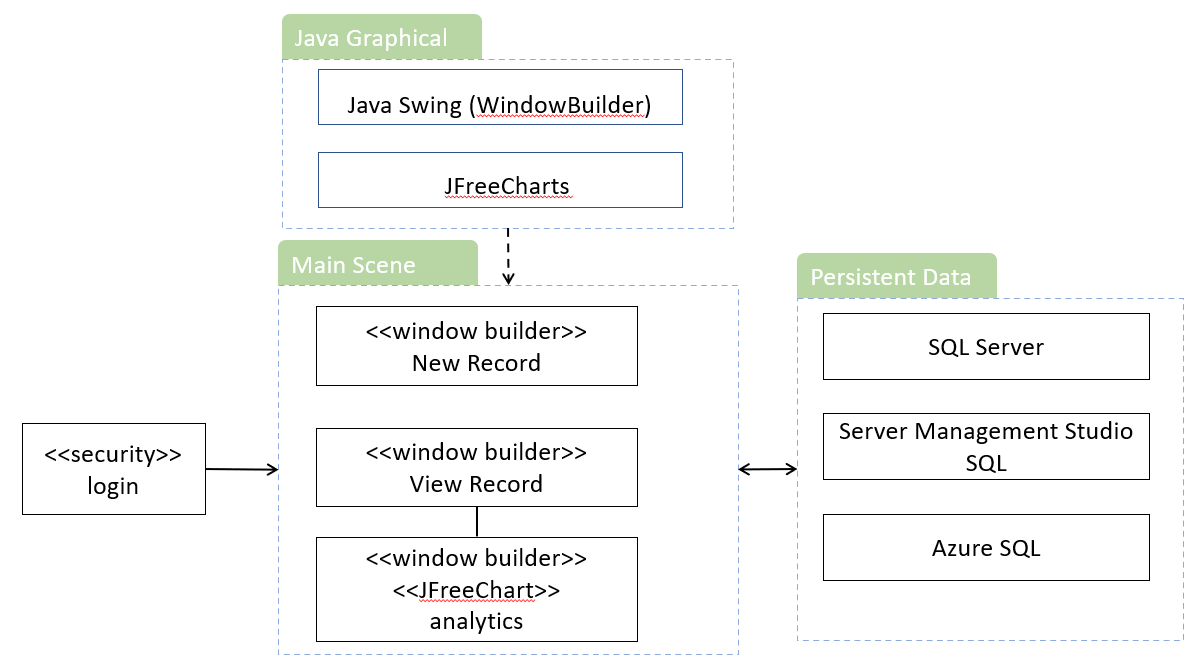 Java Graphical
Java Swing (WindowBuilder)
JFreeCharts
Main Scene
<<window builder>>
New Record
<<window builder>>
View Record
<<window builder>>
<<JFreeChart>>
analytics
<<security>>
login
Persistent Data
SQL Server
Server Management Studio
SQL
Azure SQL